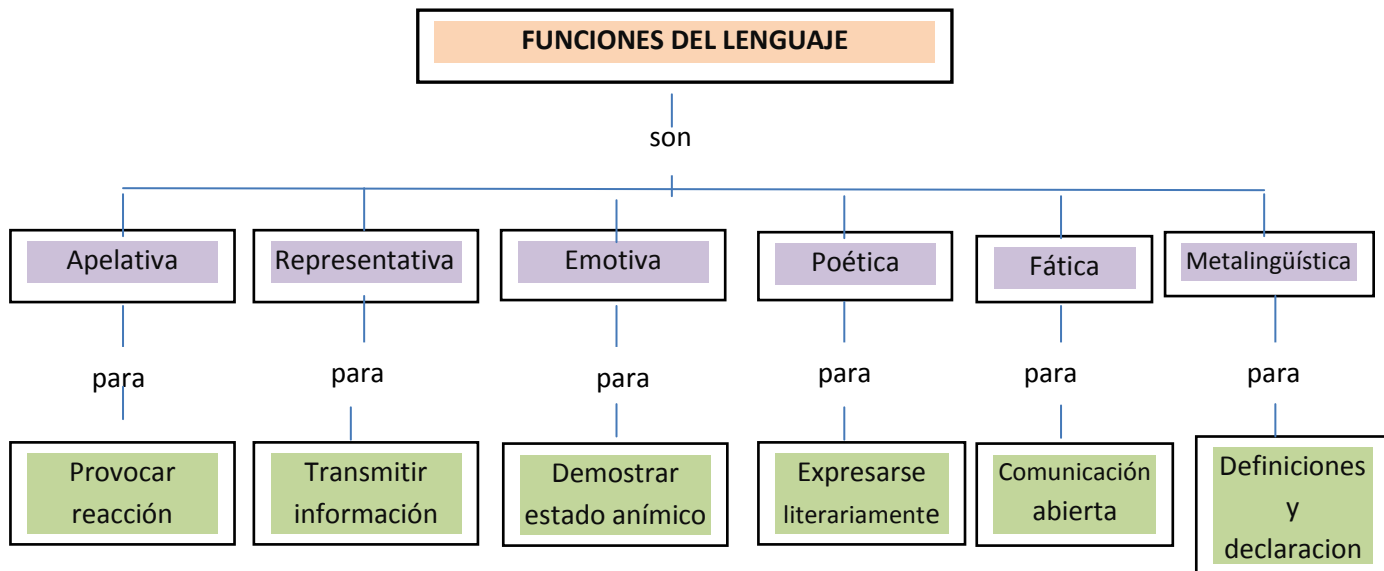 FUNCIONES DEL LENGUAJE
son
Apelativa
Representativa
Emotiva
Poética
Fática
Metalingüística
para
para
para
para
para
para
Provocar
reacción
Transmitir
información
Demostrar
estado anímico
Expresarse
literariamente
Comunicación
abierta
Definiciones
y
declaracion